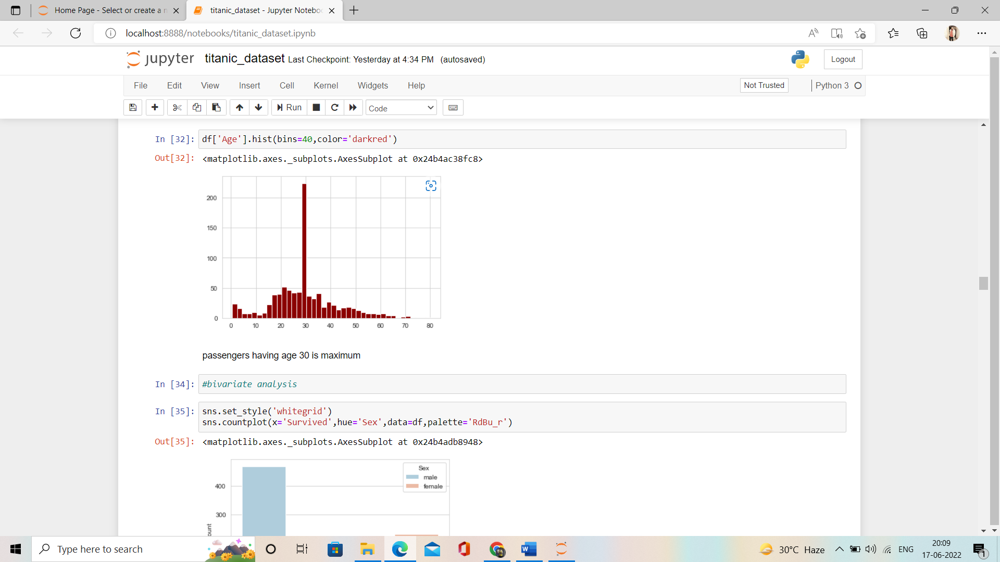 Home Page - Select or create a n
titanic_dataset - Jupyter Notebo
localhost:8888/notebooks/titanic_dataset.ipynb
jupyter titanic_dataset Last Checkpoint: Yesterday at 4:34 PM (autosaved)
Logout
File Edit View Insert Cell Kernel Widgets Help
Not Trusted
Python 3
Run
Code
In [32]: df['Age'].hist(bins=40,color='darkred')
Out[32]: <matplotlib.axes._subplots.AxesSubplot at 0x24b4ac38fc8>
200
150
100
50
0
0 10 20 30 40 50 60 70 80
passengers having age 30 is maximum
In [34]: #bivariate analysis
In [35]: sns.set_style('whitegrid')
sns.countplot(x='Survived',hue='Sex',data=df,palette='RdBu_r')
Out[35]: <matplotlib.axes._subplots.AxesSubplot at 0x24b4adb8948>
Sex
male
female
400
300
ount
Type here to search
30°C Haze
ENG
20:09
17-06-2022
1